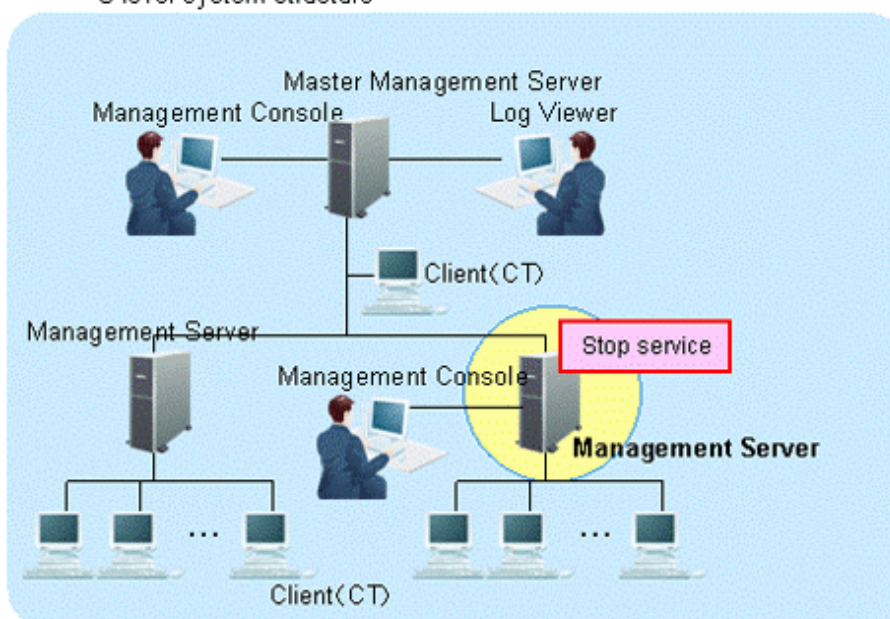 Master Management Server
Management Console
Log Viewer
Client(CT)
Management Server
Stop service
Management Console
Management Server
...
...
Client(CT)